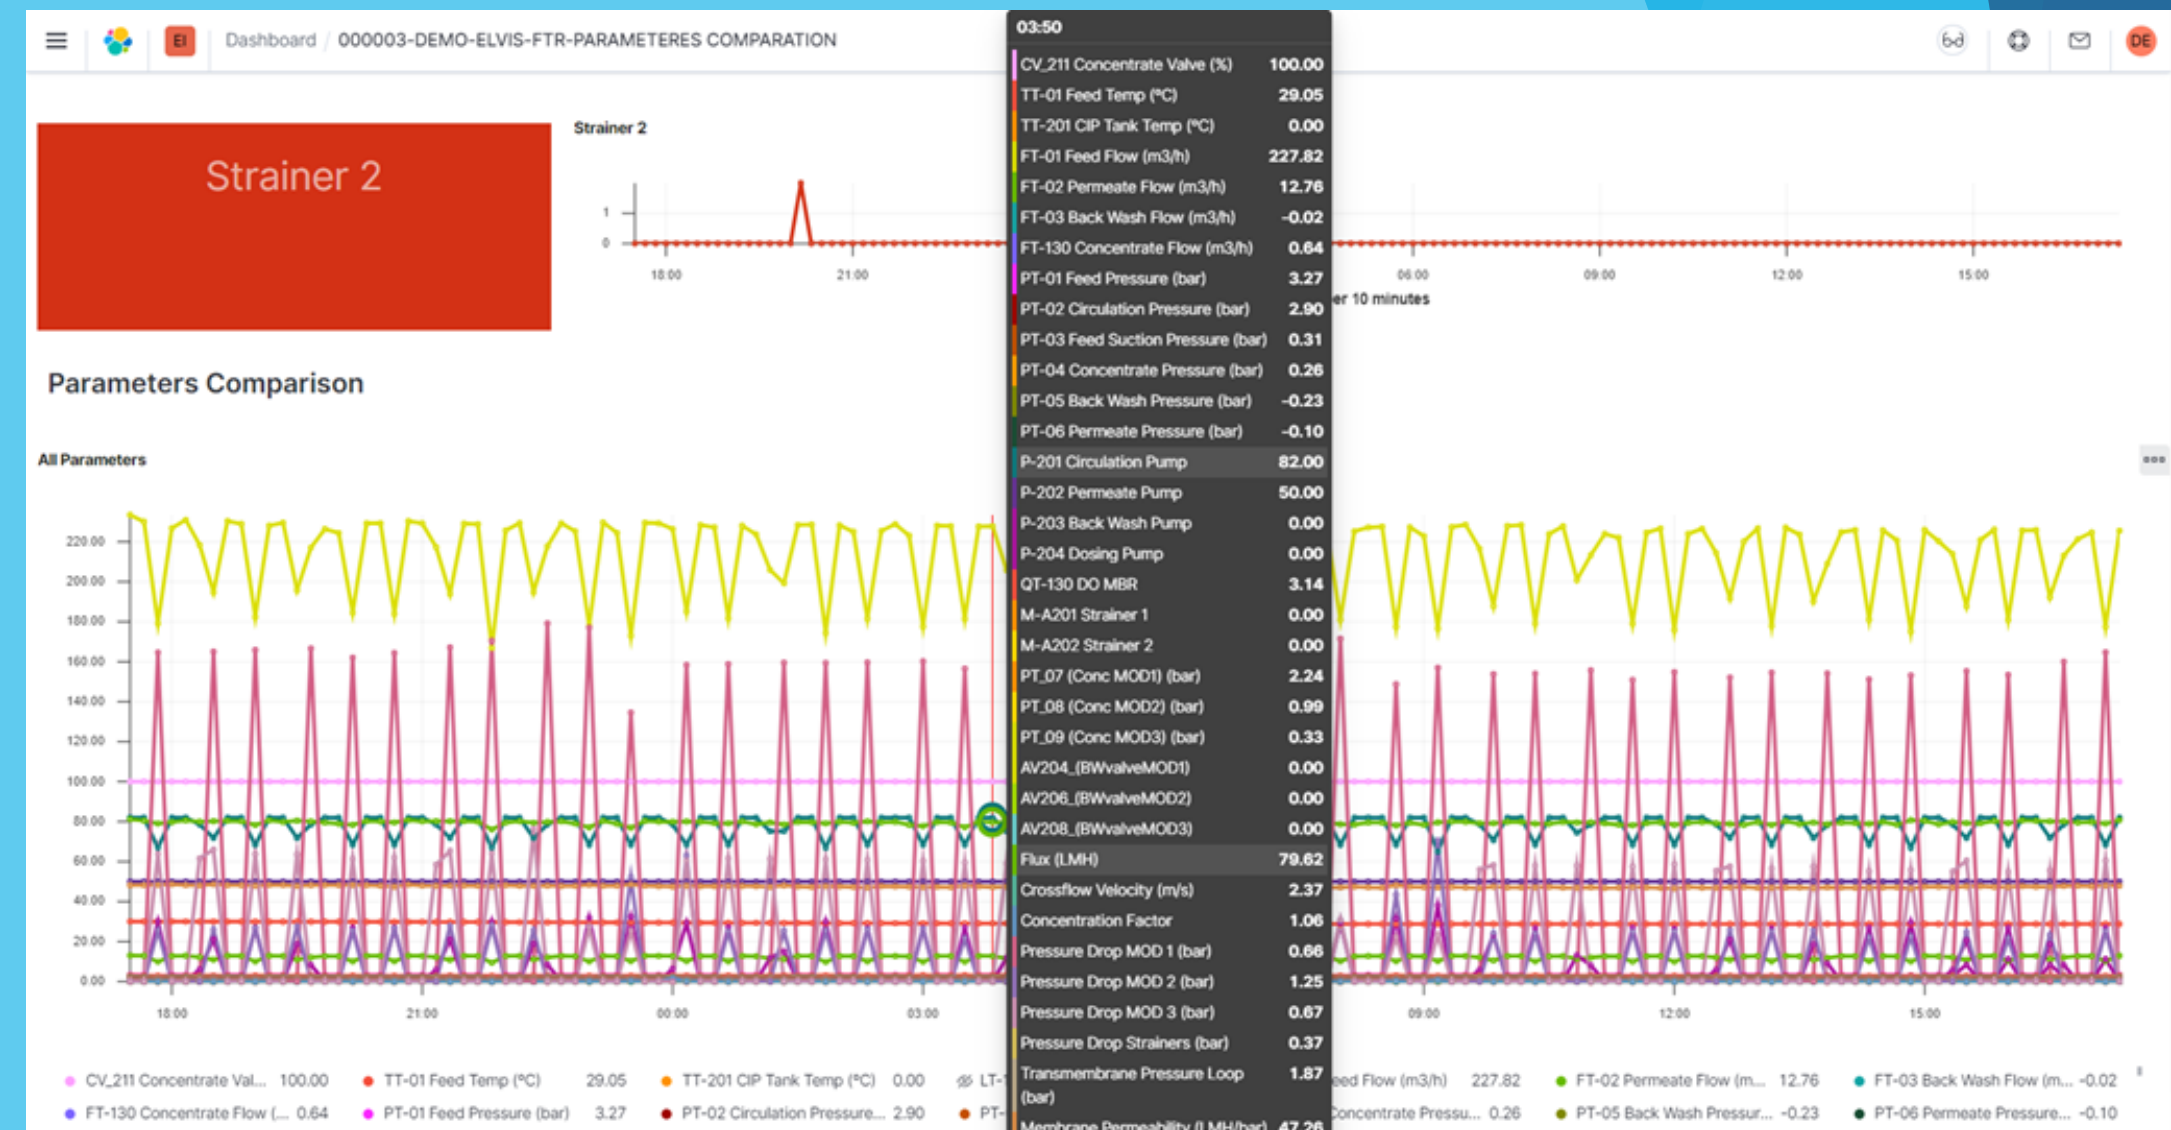 EI Dashboard / 000003-DEMO-ELVIS-FTR-PARAMETERES COMPARATION
DE
Strainer 2
Strainer 2
1
0
18:00 21:00 06:00 09:00 12:00 15:00
er 10 minutes
Parameters Comparison
All Parameters
220.00
200.00
180.00
160.00
140.00
120.00
100.00
80.00
60.00
40.00
20.00
0.00
18:00 21:00 00:00 03:00 09:00 12:00 15:00
03:50
CV_211 Concentrate Valve (%) 100.00
TT-01 Feed Temp (ºC) 29.05
TT-201 CIP Tank Temp (ºC) 0.00
FT-01 Feed Flow (m3/h) 227.82
FT-02 Permeate Flow (m3/h) 12.76
FT-03 Back Wash Flow (m3/h) -0.02
FT-130 Concentrate Flow (m3/h) 0.64
PT-01 Feed Pressure (bar) 3.27
PT-02 Circulation Pressure (bar) 2.90
PT-03 Feed Suction Pressure (bar) 0.31
PT-04 Concentrate Pressure (bar) 0.26
PT-05 Back Wash Pressure (bar) -0.23
PT-06 Permeate Pressure (bar) -0.10
P-201 Circulation Pump 82.00
P-202 Permeate Pump 50.00
P-203 Back Wash Pump 0.00
P-204 Dosing Pump 0.00
QT-130 DO MBR 3.14
M-A201 Strainer 1 0.00
M-A202 Strainer 2 0.00
PT_07 (Conc MOD1) (bar) 2.24
PT_08 (Conc MOD2) (bar) 0.99
PT_09 (Conc MOD3) (bar) 0.33
AV204_(BWvalveMOD1) 0.00
AV206_(BWvalveMOD2) 0.00
AV208_(BWvalveMOD3) 0.00
Flux (LMH) 79.62
Crossflow Velocity (m/s) 2.37
Concentration Factor 1.06
Pressure Drop MOD 1 (bar) 0.66
Pressure Drop MOD 2 (bar) 1.25
Pressure Drop MOD 3 (bar) 0.67
Pressure Drop Strainers (bar) 0.37
Transmembrane Pressure Loop 1.87
(bar)
Membrane Permeability (LMH/bar) 47.26
CV_211 Concentrate Val... 100.00 TT-01 Feed Temp (ºC) 29.05 TT-201 CIP Tank Temp (ºC) 0.00 LT-1 eed Flow (m3/h) 227.82 FT-02 Permeate Flow (m... 12.76 FT-03 Back Wash Flow (m... -0.02
FT-130 Concentrate Flow (... 0.64 PT-01 Feed Pressure (bar) 3.27 PT-02 Circulation Pressure... 2.90 PT- Concentrate Pressu... 0.26 PT-05 Back Wash Pressur... -0.23 PT-06 Permeate Pressure... -0.10